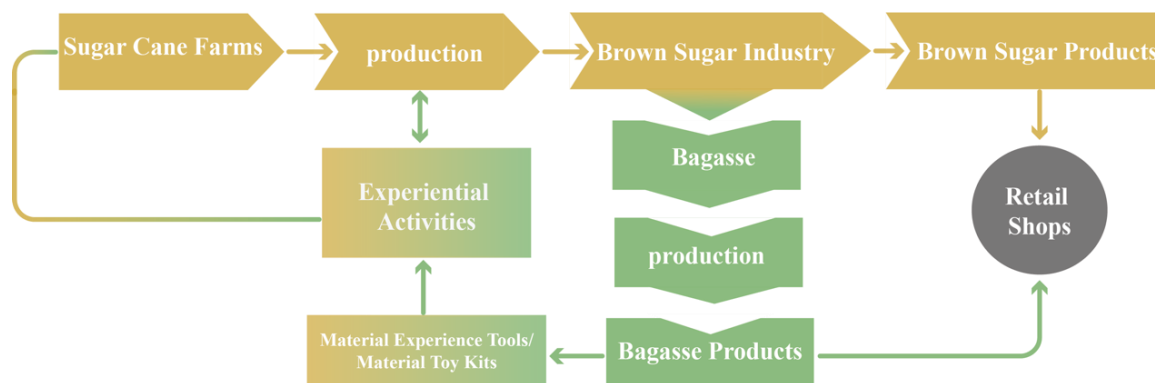 Sugar Cane Farms
production
Brown Sugar Industry
Brown Sugar Products
Bagasse
Experiential
Activities
Retail
Shops
production
Material Experience Tools/
Material Toy Kits
Bagasse Products